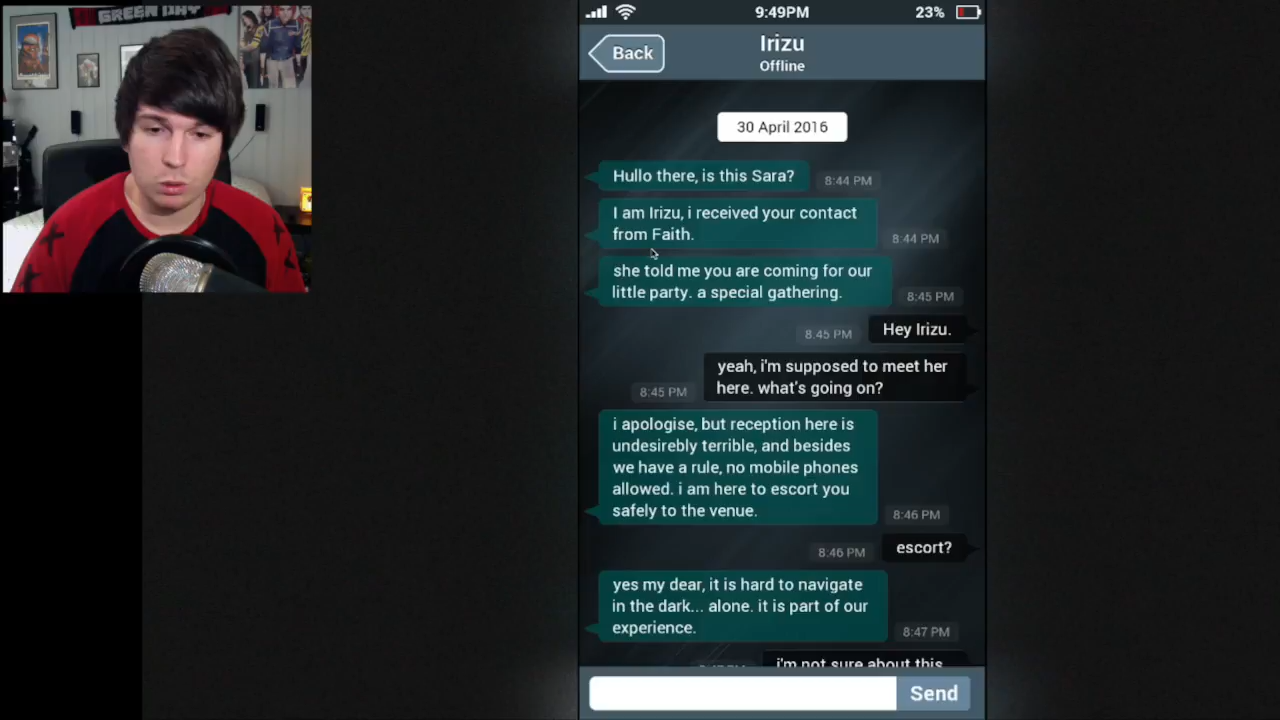 GREEN DAY
9:49PM
23%
Back
Irizu
Offline
30 April 2016
Hullo there, is this Sara?
8:44 PM
I am Irizu, i received your contact
from Faith.
8:44 PM
she told me you are coming for our
little party. a special gathering.
8:45 PM
Hey Irizu.
8:45 PM
yeah, i'm supposed to meet her
here. what's going on?
8:45 PM
i apologise, but reception here is
undesirebly terrible, and besides
we have a rule, no mobile phones
allowed. i am here to escort you
safely to the venue.
8:46 PM
escort?
8:46 PM
yes my dear, it is hard to navigate
in the dark... alone. it is part of our
experience.
8:47 PM
i'm not sure about this
Send